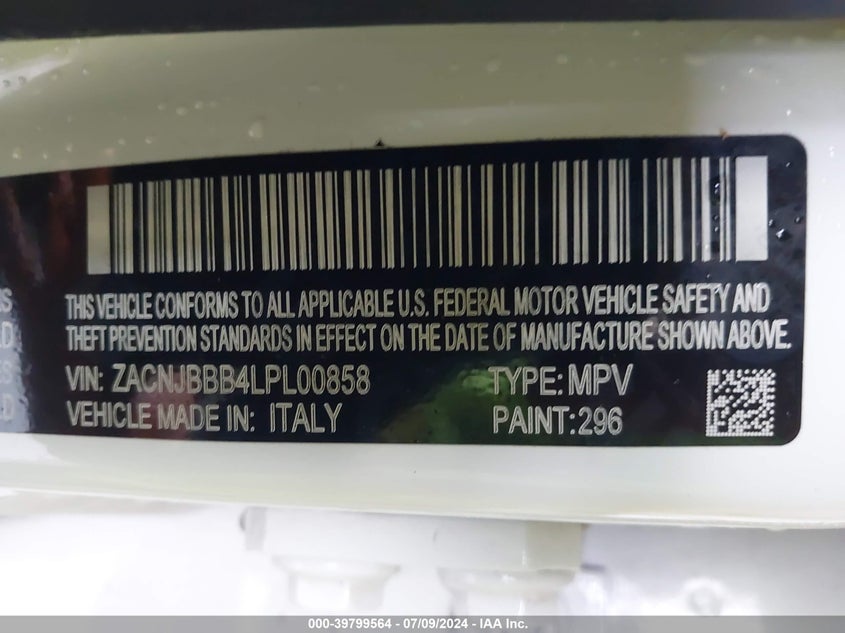 THIS VEHICLE CONFORMS TO ALL APPLICABLE U.S. FEDERAL MOTOR VEHICLE SAFETY AND
THEFT PREVENTION STANDARDS IN EFFECT ON THE DATE OF MANUFACTURE SHOWN ABOVE.
VIN: ZACNJBBB4LPL00858 TYPE: MPV
VEHICLE MADE IN: ITALY PAINT: 296
000-39799564 / 07/09/2024 - IAA Inc.